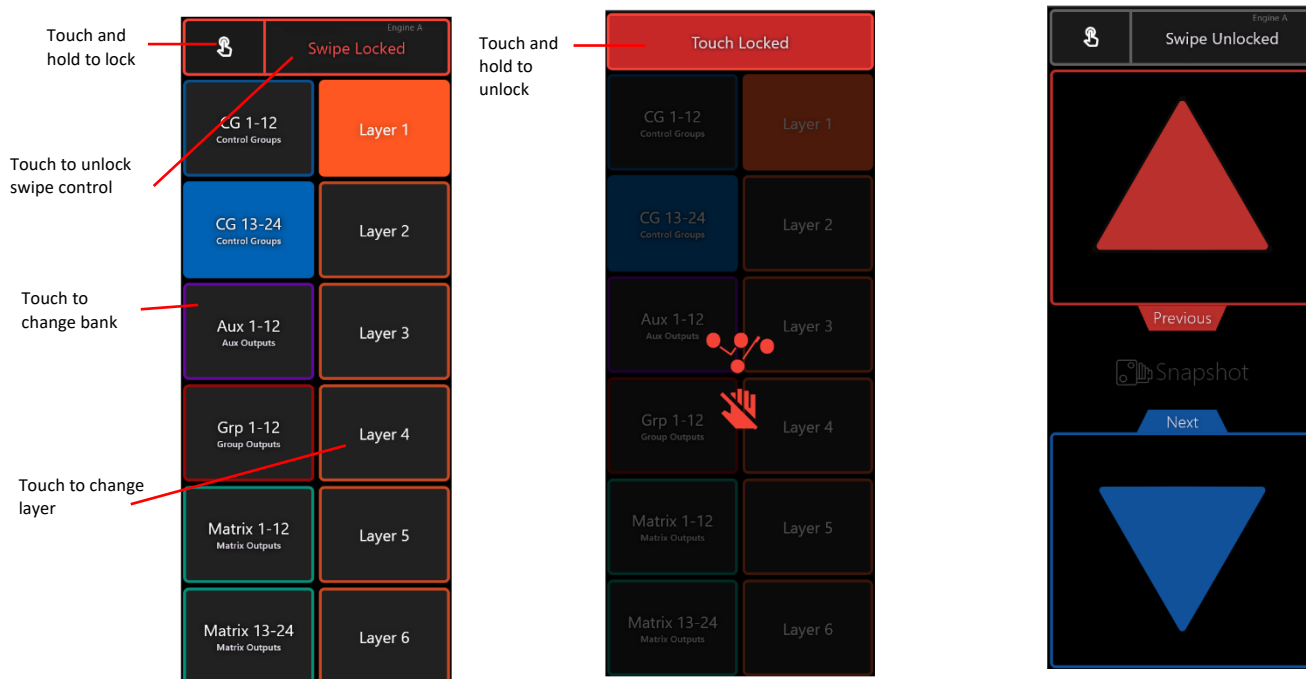 Touch and
hold to lock
Touch to unlock
swipe control
Touch to
change bank
Touch to change
layer
Engine A
Swipe Locked
CG 1-12
Control Groups
Layer 1
CG 13-24
Control Groups
Layer 2
Aux 1-12
Aux Outputs
Layer 3
Grp 1-12
Group Outputs
Layer 4
Matrix 1-12
Matrix Outputs
Layer 5
Matrix 13-24
Matrix Outputs
Layer 6
Touch and
hold to
unlock
Touch Locked
CG 1-12
Control Groups
Layer 1
CG 13-24
Control Groups
Layer 2
Aux 1-12
Aux Outputs
Layer 3
Grp 1-12
Group Outputs
Layer 4
Matrix 1-12
Matrix Outputs
Layer 5
Matrix 13-24
Matrix Outputs
Layer 6
Engine A
Swipe Unlocked
Previous
Snapshot
Next